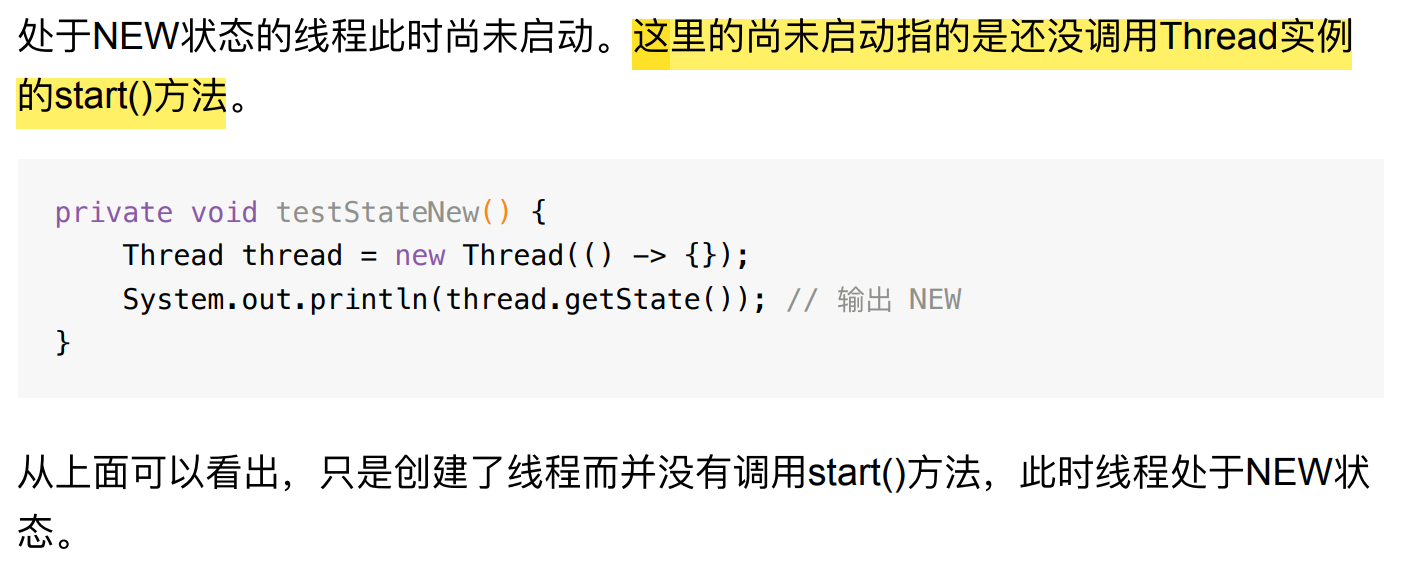 处于NEW状态的线程此时尚未启动。这里的尚未启动指的是还没调用Thread实例
的start()方法。
private void testStateNew() {
    Thread thread = new Thread(() -> {});
    System.out.println(thread.getState()); // 输出 NEW
}
从上面可以看出，只是创建了线程而并没有调用start()方法，此时线程处于NEW状
态。